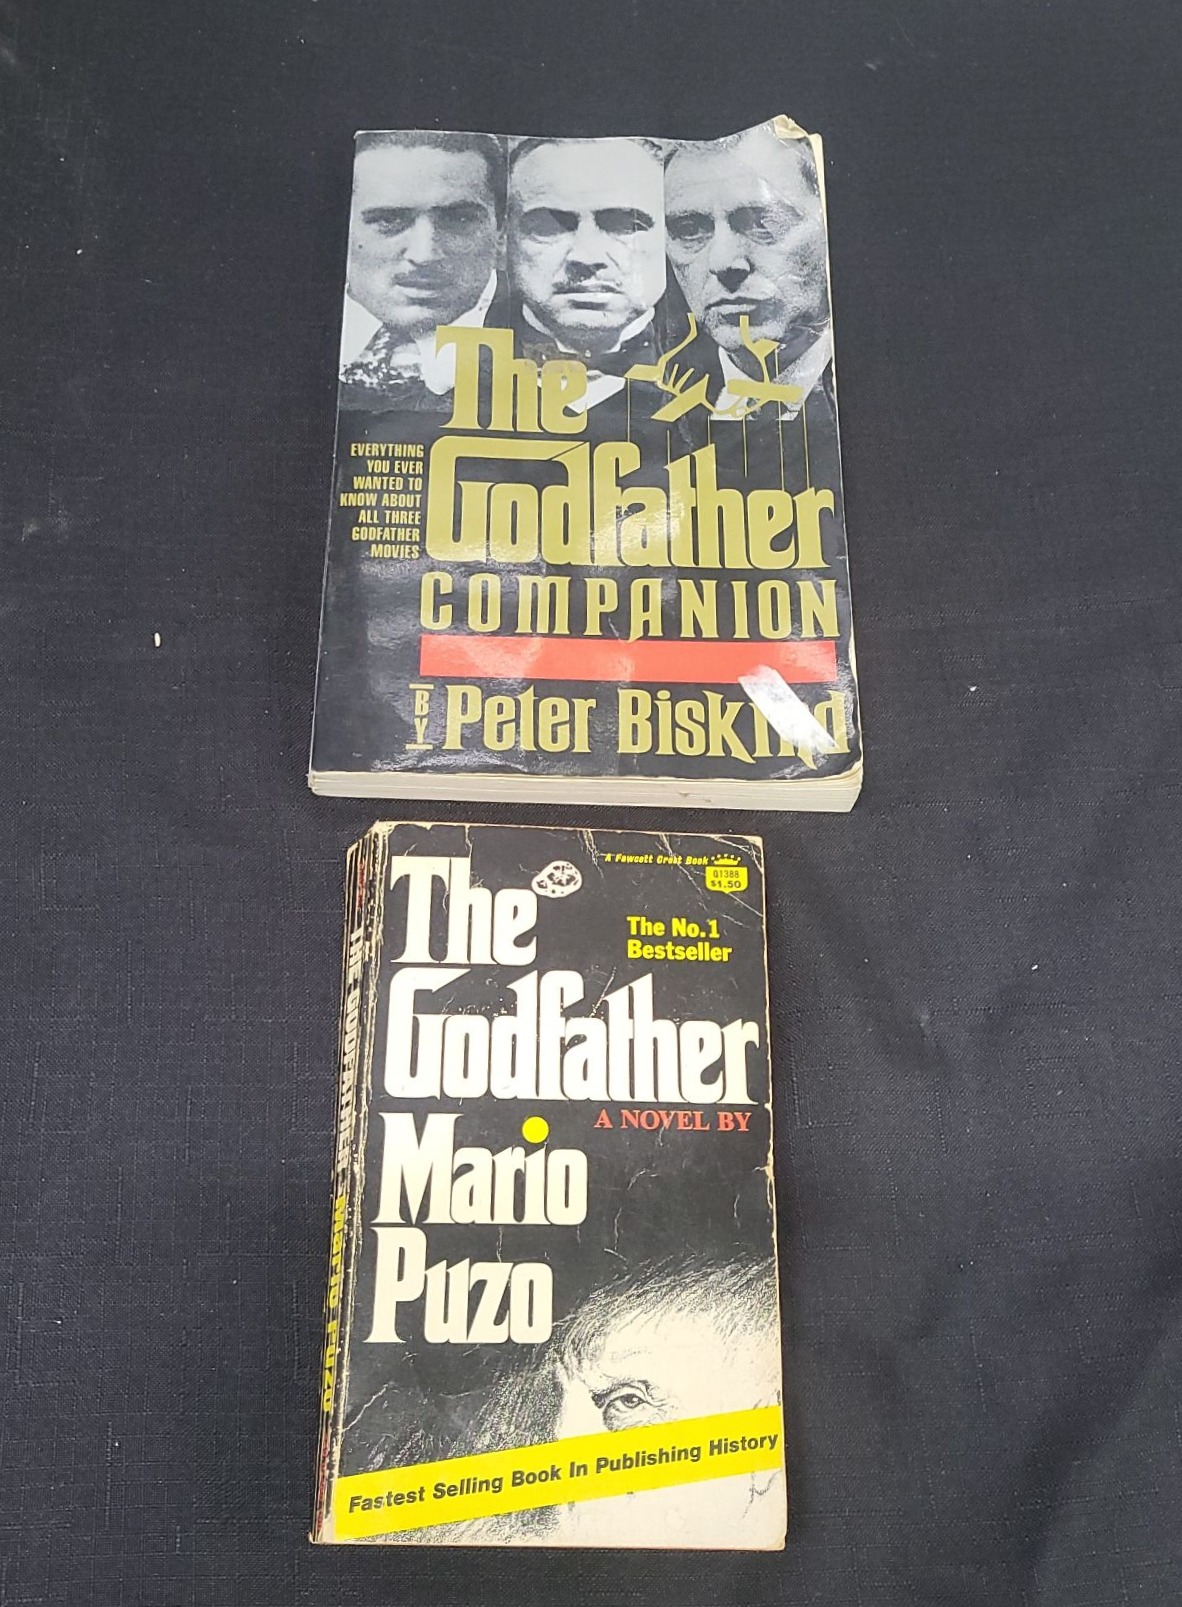 The
Godfather
COMPANION
EVERYTHING
YOU EVER
WANTED TO
KNOW ABOUT
ALL THREE
GODFATHER
MOVIES
BY Peter Biskind
A Fawcett Crest Book
Q1388
$1.50
The No.1
Bestseller
The
Godfather
A NOVEL BY
Mario
Puzo
Fastest Selling Book In Publishing History
THE GODFATHER Mario Puzo